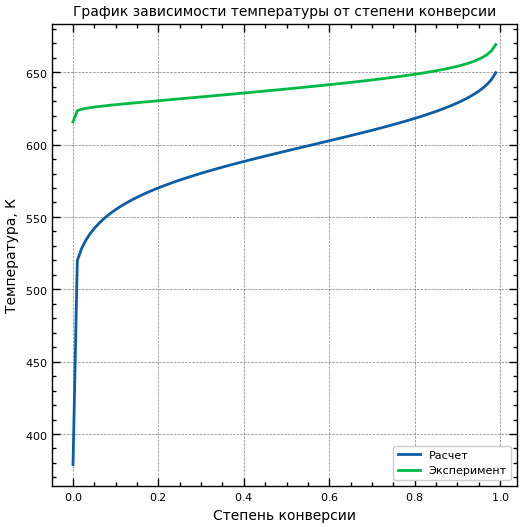 График зависимости температуры от степени конверсии
650
600
550
500
450
400
Температура, К
0.0 0.2 0.4 0.6 0.8 1.0
Степень конверсии
Расчет
Эксперимент